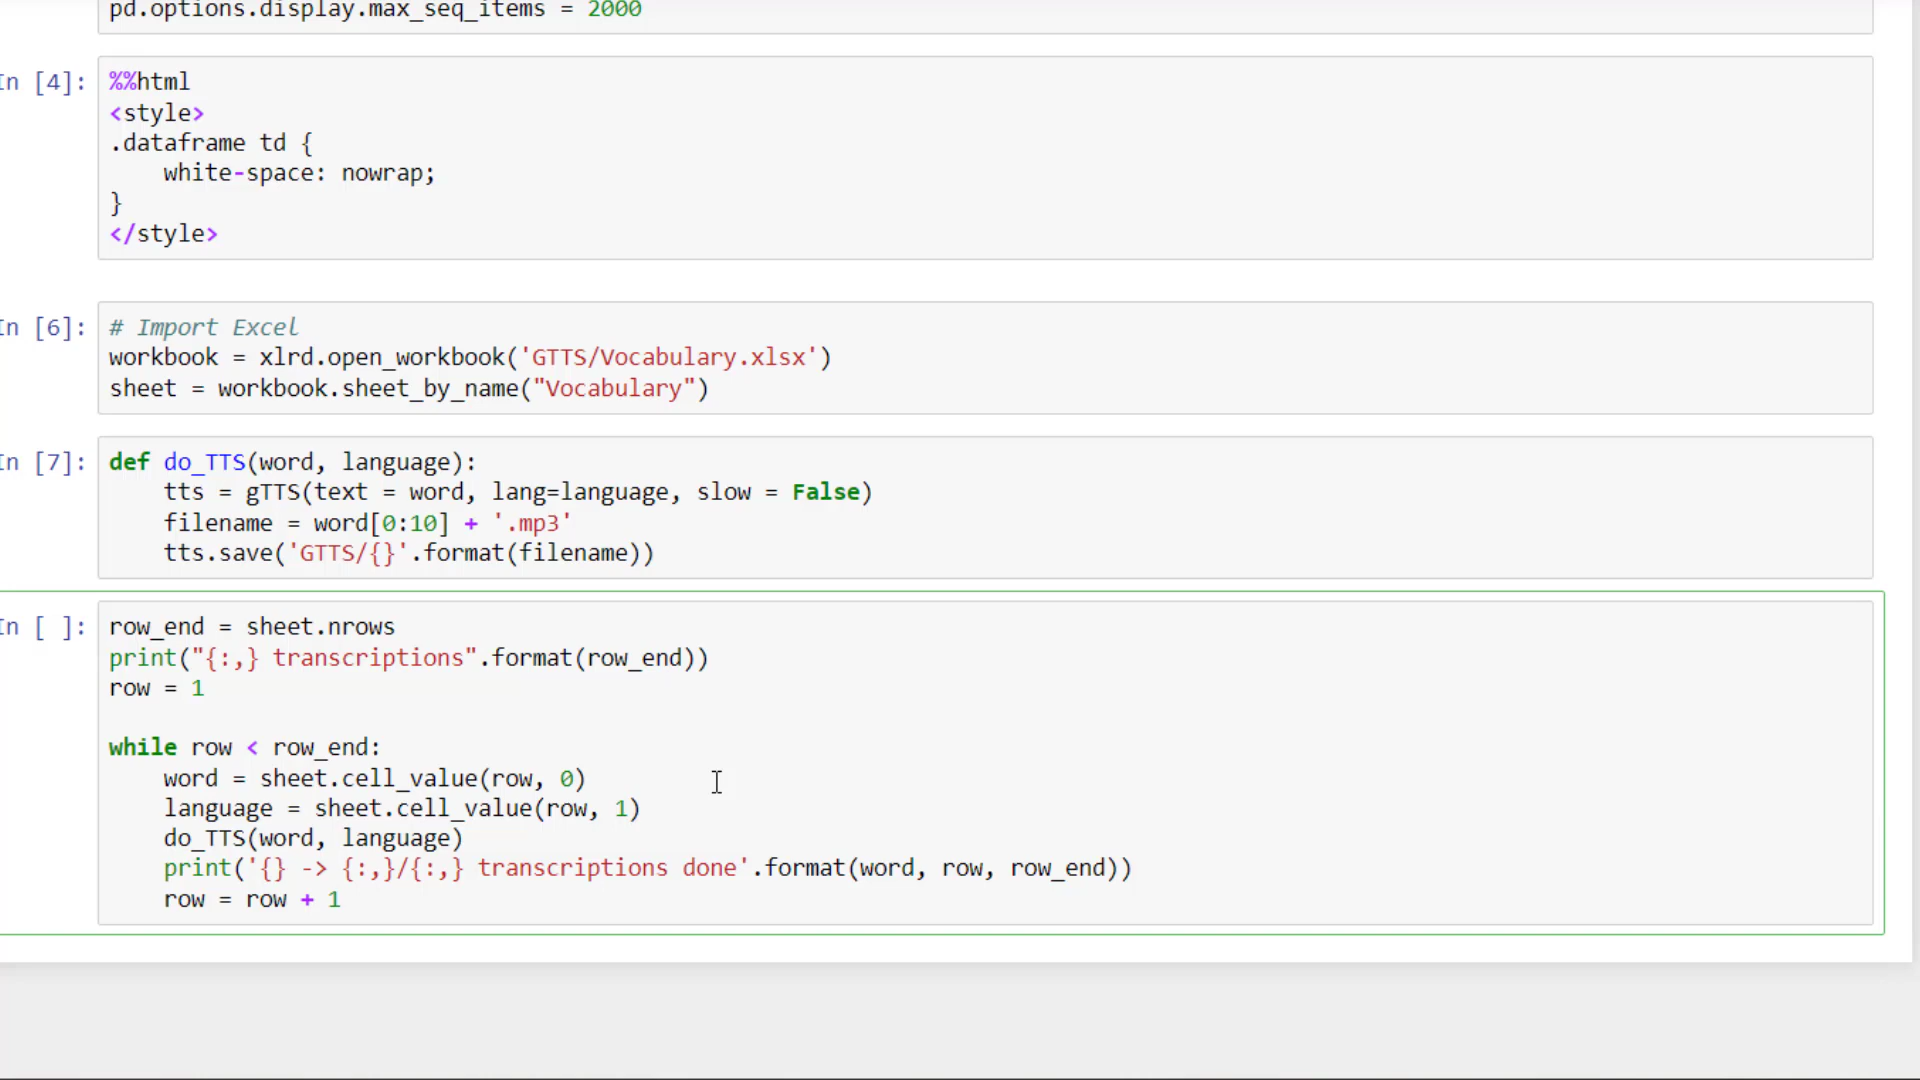 pd.options.display.max_seq_items = 2000
In [4]:
%%html
<style>
.dataframe td {
    white-space: nowrap;
}
</style>
In [6]:
# Import Excel
workbook = xlrd.open_workbook('GTTS/Vocabulary.xlsx')
sheet = workbook.sheet_by_name("Vocabulary")
In [7]:
def do_TTS(word, language):
    tts = gTTS(text = word, lang=language, slow = False)
    filename = word[0:10] + '.mp3'
    tts.save('GTTS/{}'.format(filename))
In [ ]:
row_end = sheet.nrows
print("{:,} transcriptions".format(row_end))
row = 1
while row < row_end:
    word = sheet.cell_value(row, 0)
    language = sheet.cell_value(row, 1)
    do_TTS(word, language)
    print('{} -> {:,}/{:,} transcriptions done'.format(word, row, row_end))
    row = row + 1